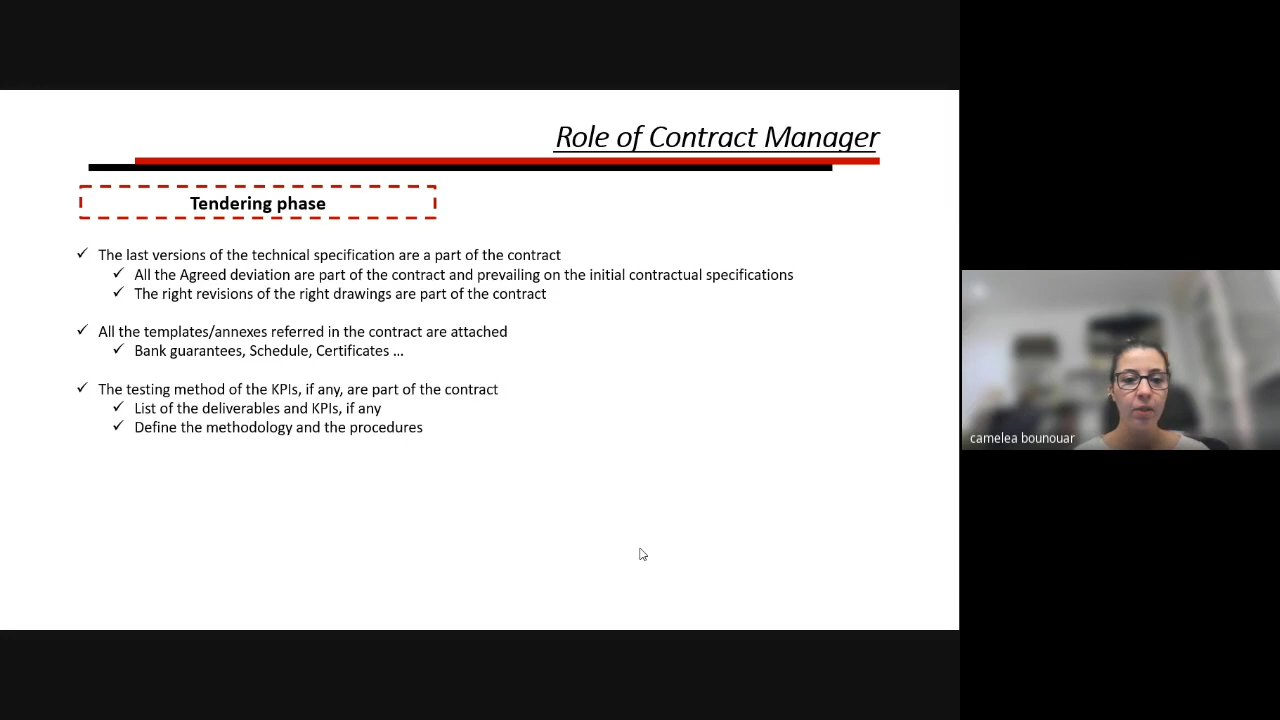 Role of Contract Manager
Tendering phase
✓ The last versions of the technical specification are a part of the contract
✓ All the Agreed deviation are part of the contract and prevailing on the initial contractual specifications
✓ The right revisions of the right drawings are part of the contract
✓ All the templates/annexes referred in the contract are attached
✓ Bank guarantees, Schedule, Certificates ...
✓ The testing method of the KPIs, if any, are part of the contract
✓ List of the deliverables and KPIs, if any
✓ Define the methodology and the procedures
camelea bounouar